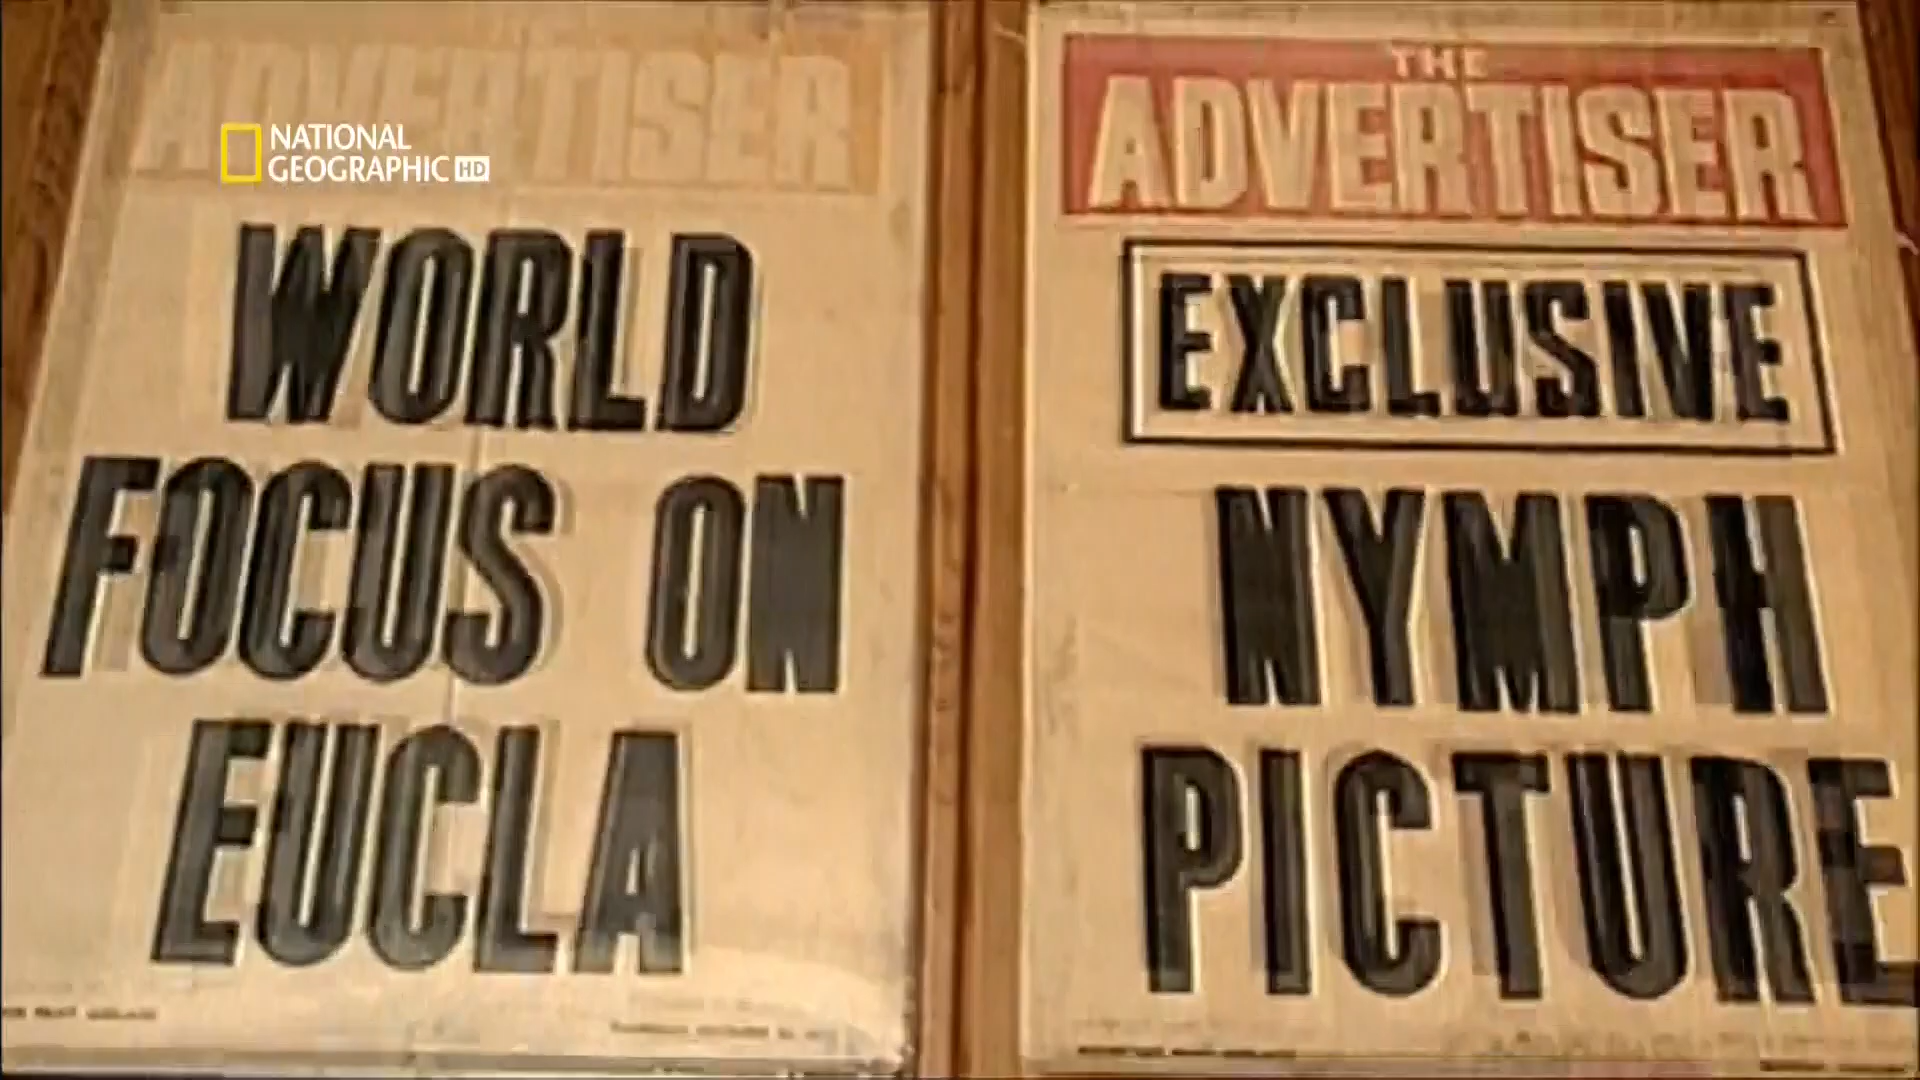 ADVERTISER
NATIONAL
GEOGRAPHIC HD
WORLD
FOCUS ON
EUCLA
THE
ADVERTISER
EXCLUSIVE
NYMPH
PICTURE